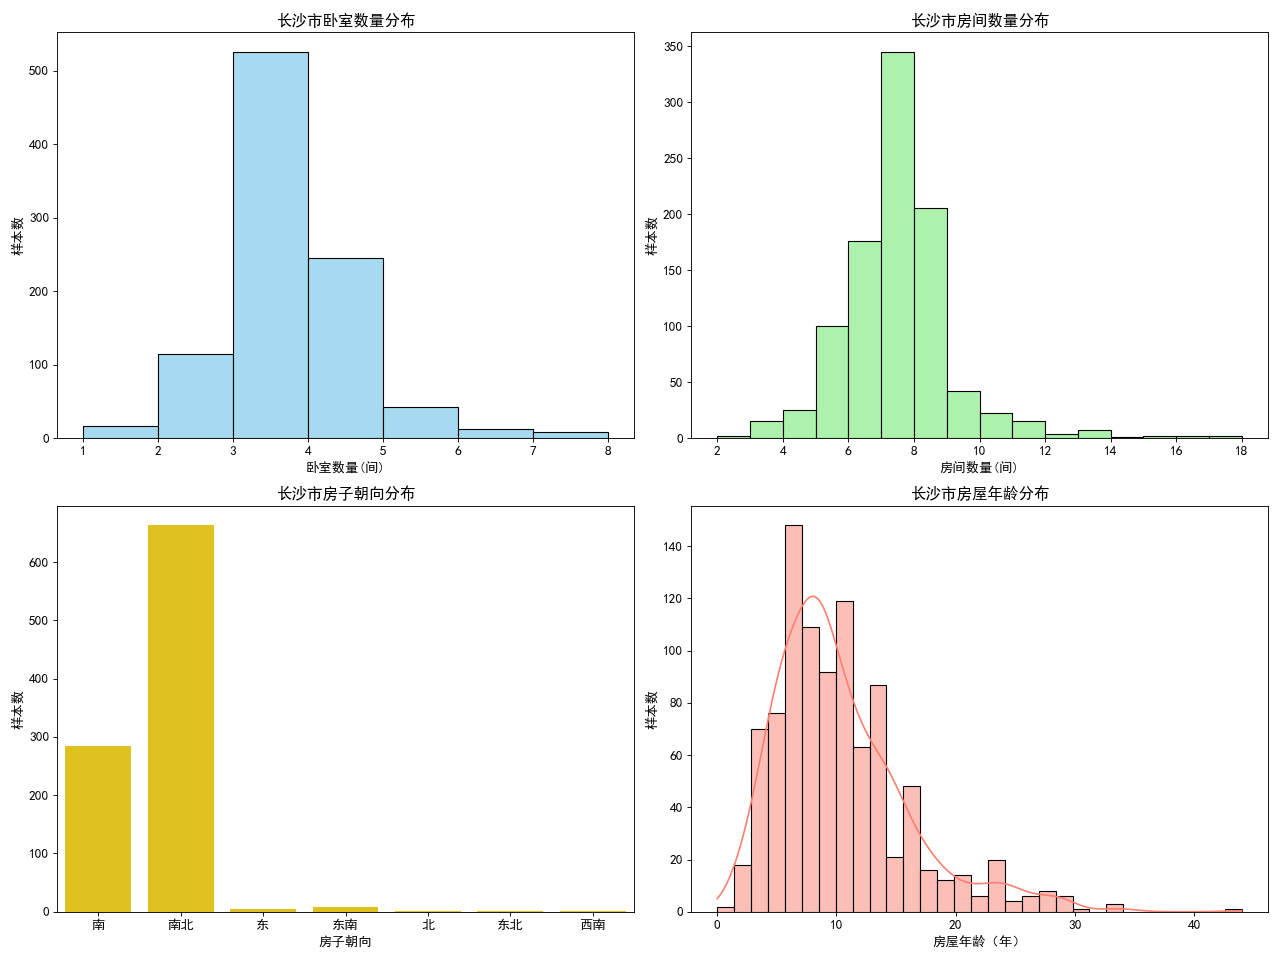 长沙市卧室数量分布
样本数
500
400
300
200
100
0
1 2 3 4 5 6 7 8
卧室数量(间)
长沙市房间数量分布
样本数
350
300
250
200
150
100
50
0
2 4 6 8 10 12 14 16 18
房间数量(间)
长沙市房子朝向分布
样本数
600
500
400
300
200
100
0
南 南北 东 东南 北 东北 西南
房子朝向
长沙市房屋年龄分布
样本数
140
120
100
80
60
40
20
0
0 10 20 30 40
房屋年龄（年）